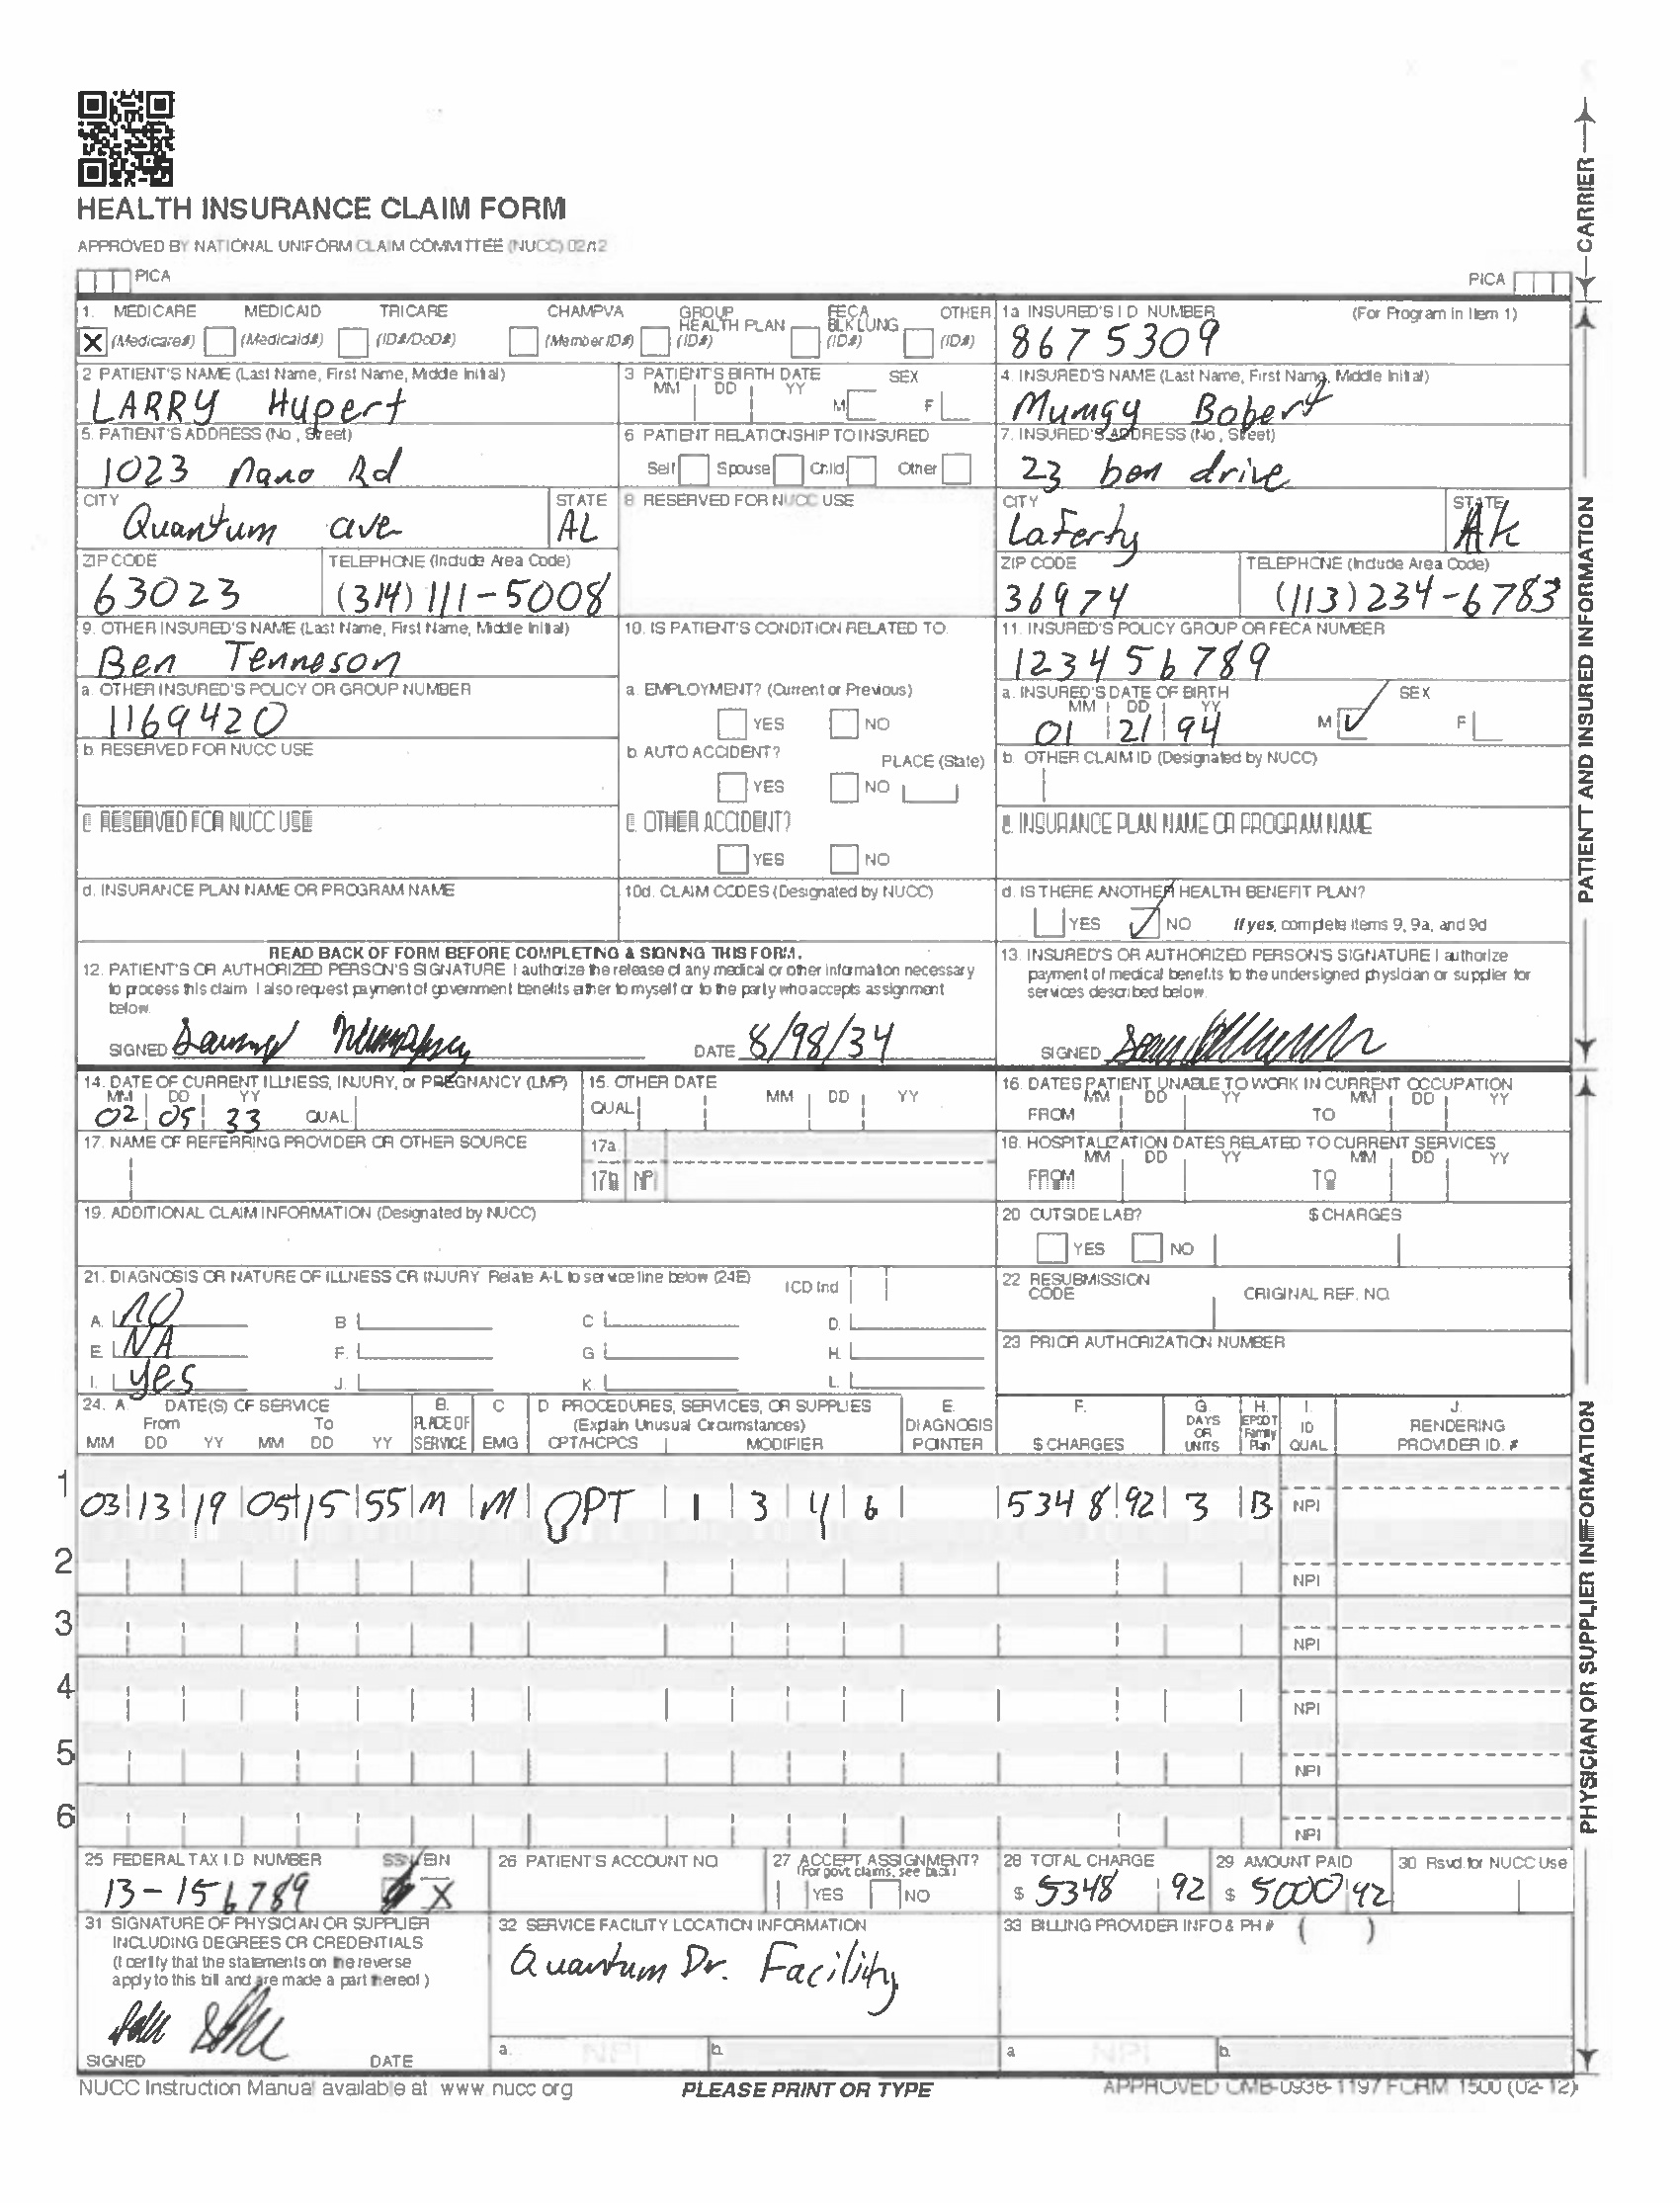 HEALTH INSURANCE CLAIM FORM
APPROVED BY NATIONAL UNIFORM CLAIM COMMITTEE (NUCC) 02/12
PICA
PICA
CARRIER
1. MEDICARE MEDICAID TRICARE CHAMPVA GROUP HEALTH PLAN FECA BLK LUNG OTHER
X (Medicare#) (Medicaid#) (ID#/DoD#) (Member ID#) (ID#) (ID#) (ID#)
1a INSURED'S I D NUMBER (For Program in Item 1)
8675309
2 PATIENT'S NAME (Last Name, First Name, Middle Initial)
LARRY Hupert
3 PATIENT'S BIRTH DATE SEX
MM DD YY M F
4. INSURED'S NAME (Last Name, First Name, Middle Initial)
Mumgy Bobert
5. PATIENT'S ADDRESS (No, Street)
1023 nano Rd
6 PATIENT RELATIONSHIP TO INSURED
Self Spouse Child Other
7. INSURED'S ADDRESS (No, Street)
23 ben drive
CITY STATE
Quantum ave AL
8 RESERVED FOR NUCC USE
CITY STATE
Laferty AK
ZIP CODE TELEPHONE (Include Area Code)
63023 (314) 111-5008
ZIP CODE TELEPHONE (Include Area Code)
36974 (113) 234-6783
9. OTHER INSURED'S NAME (Last Name, First Name, Middle Initial)
Ben Tenneson
10. IS PATIENT'S CONDITION RELATED TO
11. INSURED'S POLICY GROUP OR FECA NUMBER
123456789
a. OTHER INSURED'S POLICY OR GROUP NUMBER
1169420
a. EMPLOYMENT? (Current or Previous)
YES NO
a. INSURED'S DATE OF BIRTH SEX
MM DD YY
01 21 94 M F
b. RESERVED FOR NUCC USE
b AUTO ACCIDENT? PLACE (State)
YES NO
b. OTHER CLAIM ID (Designated by NUCC)
C RESERVED FOR NUCC USE
C. OTHER ACCIDENT?
YES NO
c. INSURANCE PLAN NAME OR PROGRAM NAME
d. INSURANCE PLAN NAME OR PROGRAM NAME
10d. CLAIM CODES (Designated by NUCC)
d. IS THERE ANOTHER HEALTH BENEFIT PLAN?
YES NO If yes, complete items 9, 9a, and 9d
PATIENT AND INSURED INFORMATION
READ BACK OF FORM BEFORE COMPLETING & SIGNING THIS FORM.
12. PATIENT'S OR AUTHORIZED PERSON'S SIGNATURE I authorize the release of any medical or other information necessary
to process this claim I also request payment of government benefits either to myself or to the party who accepts assignment
below
SIGNED DATE 8/98/34
13. INSURED'S OR AUTHORIZED PERSON'S SIGNATURE I authorize
payment of medical benefits to the undersigned physician or supplier for
services described below
SIGNED
14. DATE OF CURRENT ILLNESS, INJURY, or PREGNANCY (LMP)
MM DD YY
02 05 33 QUAL
15. OTHER DATE
QUAL MM DD YY
16. DATES PATIENT UNABLE TO WORK IN CURRENT OCCUPATION
MM DD YY MM DD YY
FROM TO
17. NAME OF REFERRING PROVIDER OR OTHER SOURCE
17a
17b NPI
18. HOSPITALIZATION DATES RELATED TO CURRENT SERVICES
MM DD YY MM DD YY
FROM TO
19. ADDITIONAL CLAIM INFORMATION (Designated by NUCC)
20 OUTSIDE LAB? $ CHARGES
YES NO
21. DIAGNOSIS OR NATURE OF ILLNESS OR INJURY Relate A-L to service line below (24E) ICD Ind
A. NO B C D.
E NA F. G H.
I. yes J. K. L.
22 RESUBMISSION CODE ORIGINAL REF. NO.
23 PRIOR AUTHORIZATION NUMBER
24. A. DATE(S) OF SERVICE B. C D PROCEDURES, SERVICES, OR SUPPLIES E. F. G. H. I. J.
From To PLACE OF (Explain Unusual Circumstances) DIAGNOSIS DAYS OR EPSDT Family ID RENDERING
MM DD YY MM DD YY SERVICE EMG CPT/HCPCS MODIFIER POINTER $ CHARGES UNITS Plan QUAL PROVIDER ID. #
1
03 13 19 05 15 55 M M OPT 1 3 4 6 5348 92 3 B NPI
2 NPI
3 NPI
4 NPI
5 NPI
6 NPI
25 FEDERAL TAX I.D NUMBER SSN EIN
13-156789 X
26 PATIENT'S ACCOUNT NO
27 ACCEPT ASSIGNMENT?
(For govt claims, see back)
YES NO
28 TOTAL CHARGE
$ 5348 92
29 AMOUNT PAID
$ 5000 92
30 Rsvd for NUCC Use
31 SIGNATURE OF PHYSICIAN OR SUPPLIER
INCLUDING DEGREES OR CREDENTIALS
(I certify that the statements on the reverse
apply to this bill and are made a part thereof)
SIGNED DATE
32 SERVICE FACILITY LOCATION INFORMATION
Quantum Dr. Facility
a. NPI b.
33 BILLING PROVIDER INFO & PH # ( )
a NPI b.
PHYSICIAN OR SUPPLIER INFORMATION
NUCC Instruction Manual available at www nucc org
PLEASE PRINT OR TYPE
APPROVED OMB-0938-1197 FORM 1500 (02-12)